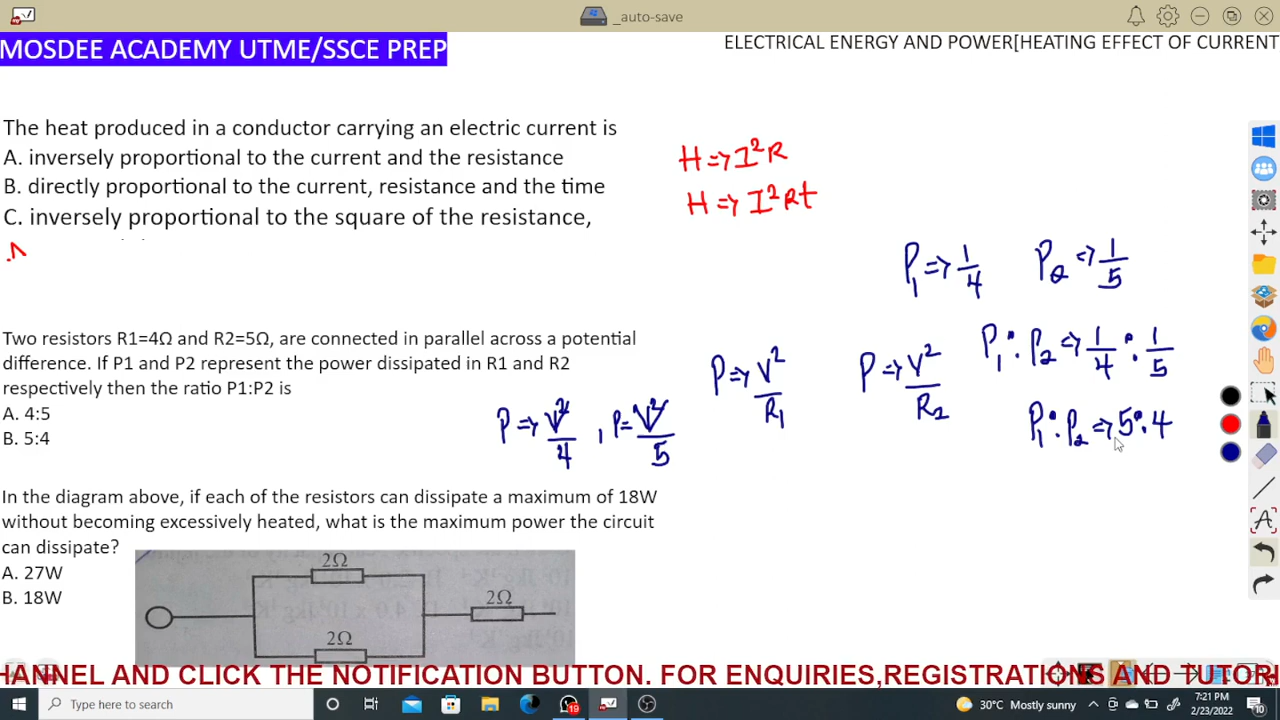 _auto-save
MOSDEE ACADEMY UTME/SSCE PREP
ELECTRICAL ENERGY AND POWER[HEATING EFFECT OF CURRENT
The heat produced in a conductor carrying an electric current is
A. inversely proportional to the current and the resistance
B. directly proportional to the current, resistance and the time
C. inversely proportional to the square of the resistance,
H => I²R
H => I²Rt
P₁ => 1/4 P₂ => 1/5
P₁ : P₂ => 1/4 : 1/5
P₁ : P₂ => 5 : 4
Two resistors R1=4Ω and R2=5Ω, are connected in parallel across a potential
difference. If P1 and P2 represent the power dissipated in R1 and R2
respectively then the ratio P1:P2 is
A. 4:5
B. 5:4
P => V²/R₁ P => V²/R₂
P => V²/4 , P = V²/5
In the diagram above, if each of the resistors can dissipate a maximum of 18W
without becoming excessively heated, what is the maximum power the circuit
can dissipate?
A. 27W
B. 18W
2Ω
2Ω
2Ω
HANNEL AND CLICK THE NOTIFICATION BUTTON. FOR ENQUIRIES,REGISTRATIONS AND TUTOR
Type here to search
19
30°C Mostly sunny
7:21 PM
2/23/2022
10